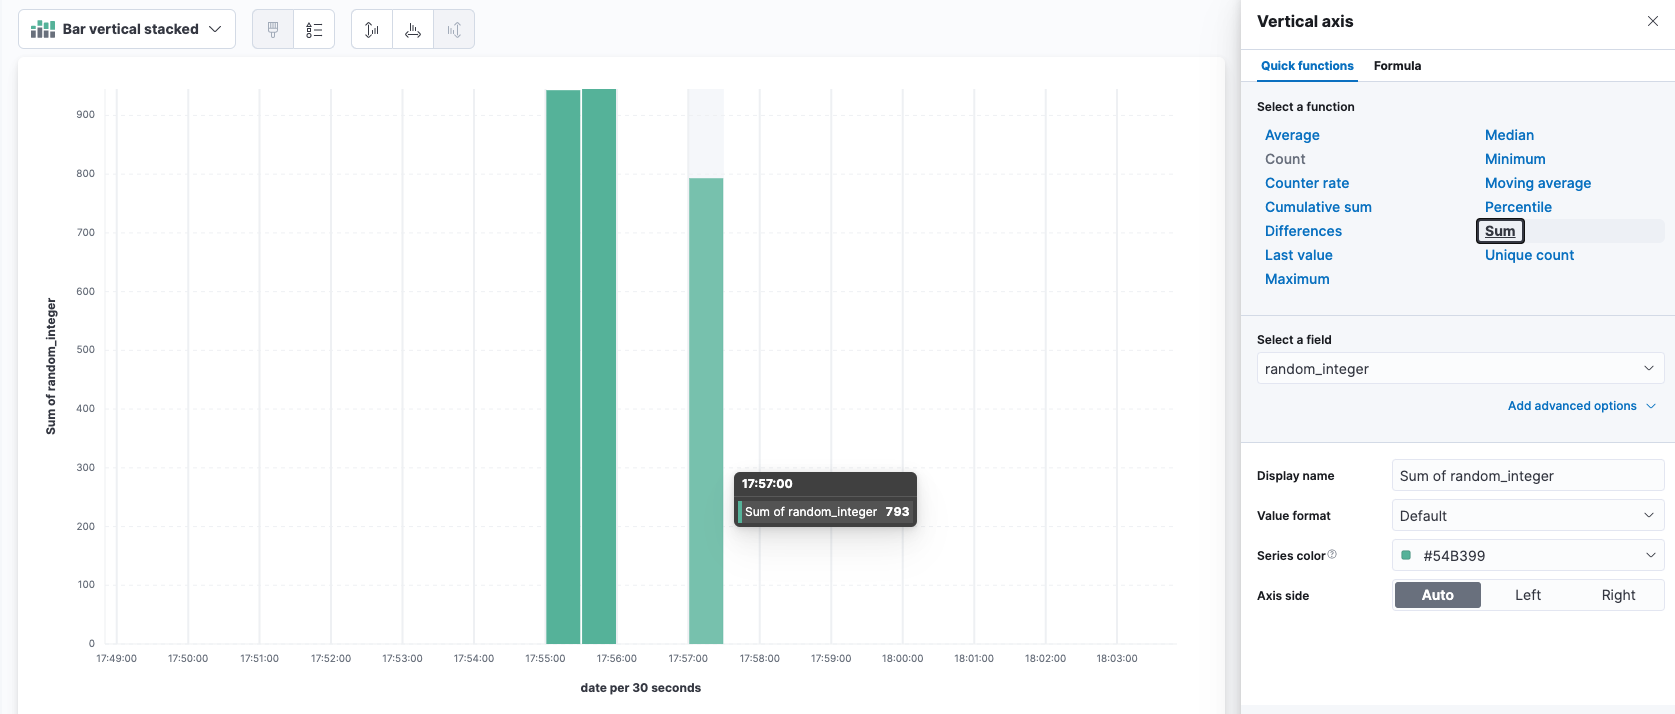 Bar vertical stacked
Vertical axis
Quick functions
Formula
Select a function
Average
Median
Count
Minimum
Counter rate
Moving average
Cumulative sum
Percentile
Differences
Sum
Last value
Unique count
Maximum
Select a field
random_integer
Add advanced options
Display name
Sum of random_integer
Value format
Default
Series color
#54B399
Axis side
Auto
Left
Right
Sum of random_integer
900
800
700
600
500
400
300
200
100
0
17:57:00
Sum of random_integer 793
17:49:00 17:50:00 17:51:00 17:52:00 17:53:00 17:54:00 17:55:00 17:56:00 17:57:00 17:58:00 17:59:00 18:00:00 18:01:00 18:02:00 18:03:00
date per 30 seconds